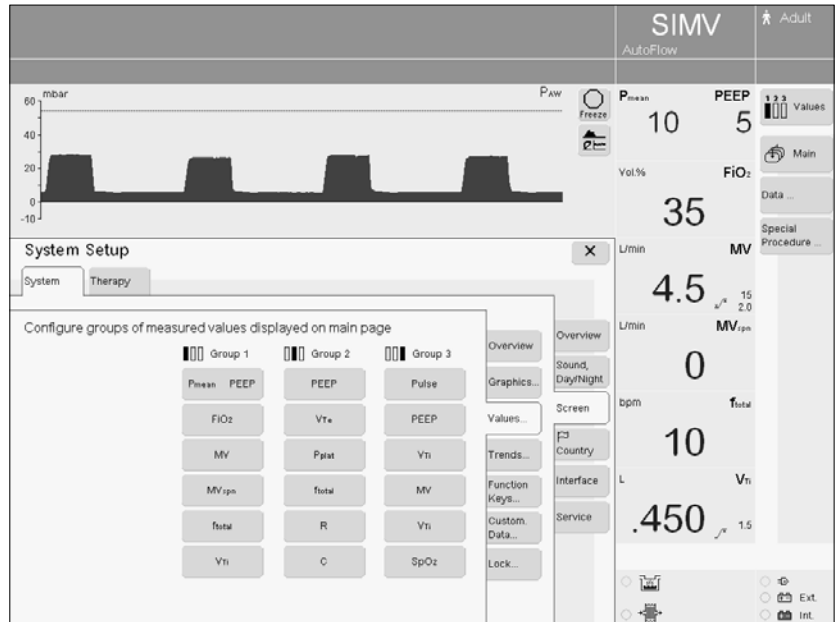 SIMV
AutoFlow
Adult
mbar
PAW
60
40
20
0
-10
Freeze
Pmean PEEP
10 5
1 2 3
Values
Main
Vol.% FiO2
35
Data ...
Special
Procedure ...
L/min MV
4.5
15
2.0
L/min MVspn
0
bpm ftotal
10
L VTi
.450
1.5
Ext.
Int.
System Setup
X
System
Therapy
Configure groups of measured values displayed on main page
Group 1 Group 2 Group 3
Pmean PEEP PEEP Pulse
FiO2 VTe PEEP
MV Pplat VTi
MVspn ftotal MV
ftotal R VTi
VTi C SpO2
Overview
Graphics...
Values...
Trends...
Function
Keys...
Custom.
Data...
Lock...
Overview
Sound,
Day/Night
Screen
Country
Interface
Service